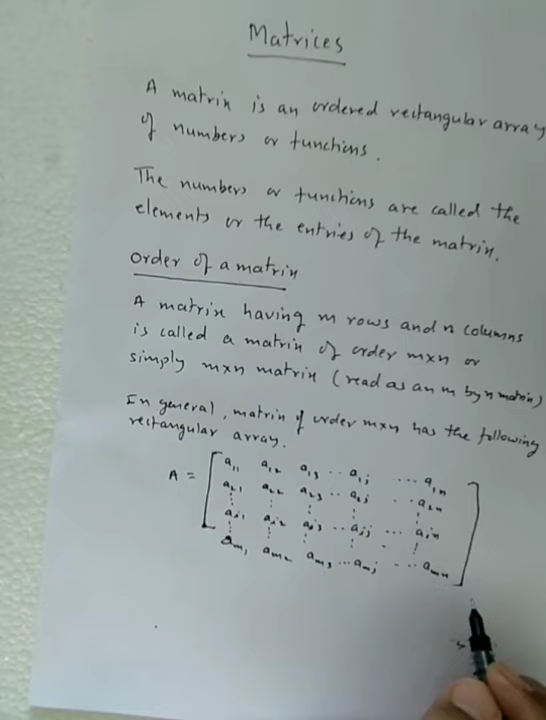 Matrices
A matrix is an ordered rectangular array
of numbers or functions.
The numbers or functions are called the
elements or the entries of the matrix.
Order of a matrix
A matrix having m rows and n columns
is called a matrix of order mxn or
simply mxn matrix (read as an m by n matrix)
In general, matrix of order mxn has the following
rectangular array.
A = [ a11 a12 a13 .. a1j ... a1n
a21 a22 a23 .. a2j .. a2n
ai1 ai2 ai3 .. aij ... ain
am1 am2 am3 ... amj ... amn ]